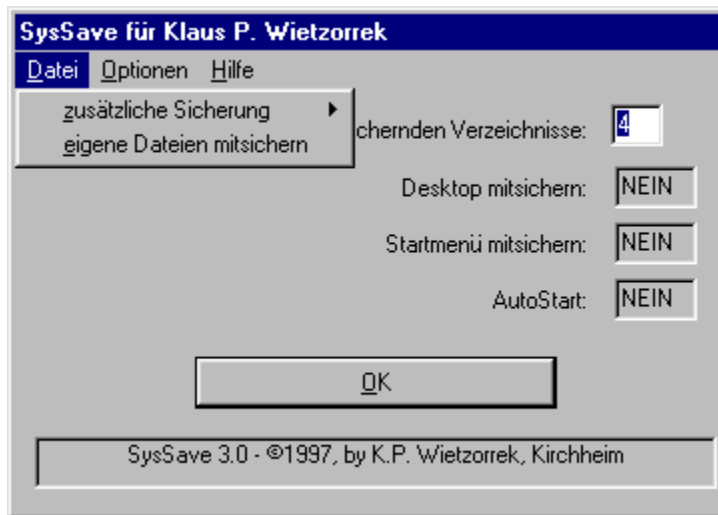 SysSave für Klaus P. Wietzorrek
Datei Optionen Hilfe
zusätzliche Sicherung
eigene Dateien mitsichern
chernden Verzeichnisse: 4
Desktop mitsichern: NEIN
Startmenü mitsichern: NEIN
AutoStart: NEIN
OK
SysSave 3.0 - ©1997, by K.P. Wietzorrek, Kirchheim